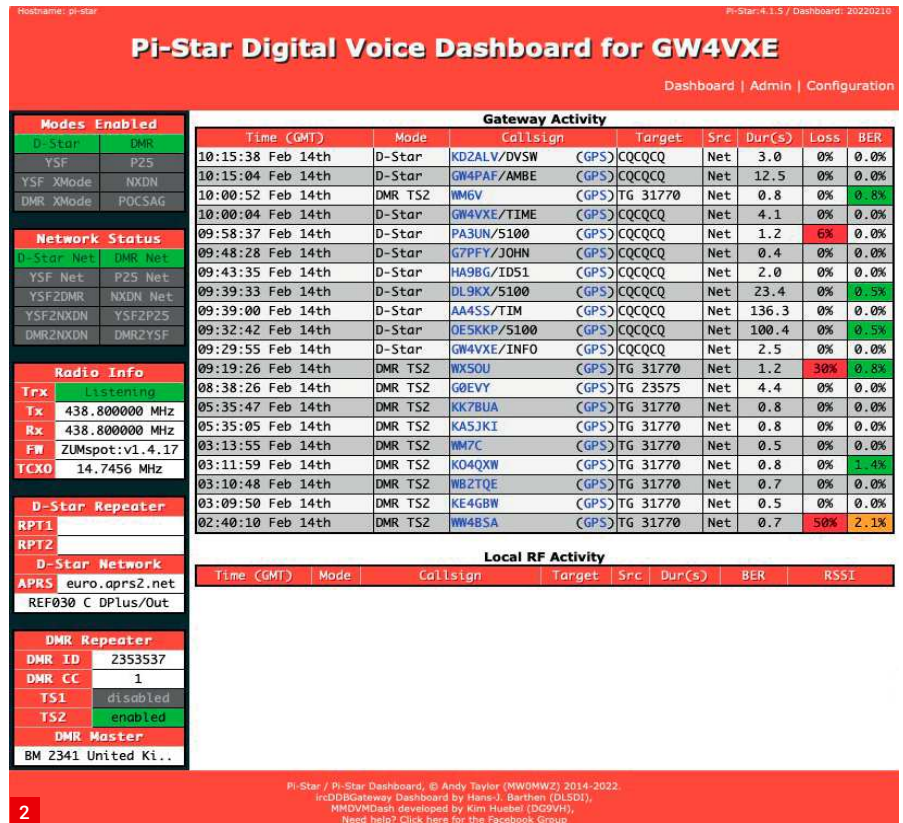 Hostname: pi-star
Pi-Star:4.1.5 / Dashboard: 20220210
Pi-Star Digital Voice Dashboard for GW4VXE
Dashboard | Admin | Configuration
Modes Enabled
D-Star DMR
YSF P25
YSF XMode NXDN
DMR XMode POCSAG
Network Status
D-Star Net DMR Net
YSF Net P25 Net
YSF2DMR NXDN Net
YSF2NXDN YSF2P25
DMR2NXDN DMR2YSF
Radio Info
Trx Listening
Tx 438.800000 MHz
Rx 438.800000 MHz
FW ZUMspot:v1.4.17
TCXO 14.7456 MHz
D-Star Repeater
RPT1
RPT2
D-Star Network
APRS euro.aprs2.net
REF030 C DPlus/Out
DMR Repeater
DMR ID 2353537
DMR CC 1
TS1 disabled
TS2 enabled
DMR Master
BM 2341 United Ki..
Gateway Activity
Time (GMT) Mode Callsign Target Src Dur(s) Loss BER
10:15:38 Feb 14th D-Star KD2ALV/DVSW (GPS) CQCQCQ Net 3.0 0% 0.0%
10:15:04 Feb 14th D-Star GW4PAF/AMBE (GPS) CQCQCQ Net 12.5 0% 0.0%
10:00:52 Feb 14th DMR TS2 WM6V (GPS) TG 31770 Net 0.8 0% 0.8%
10:00:04 Feb 14th D-Star GW4VXE/TIME (GPS) CQCQCQ Net 4.1 0% 0.0%
09:58:37 Feb 14th D-Star PA3UN/5100 (GPS) CQCQCQ Net 1.2 6% 0.0%
09:48:28 Feb 14th D-Star G7PFY/JOHN (GPS) CQCQCQ Net 0.4 0% 0.0%
09:43:35 Feb 14th D-Star HA9BG/ID51 (GPS) CQCQCQ Net 2.0 0% 0.0%
09:39:33 Feb 14th D-Star DL9KX/5100 (GPS) CQCQCQ Net 23.4 0% 0.5%
09:39:00 Feb 14th D-Star AA4SS/TIM (GPS) CQCQCQ Net 136.3 0% 0.0%
09:32:42 Feb 14th D-Star OE5KKP/5100 (GPS) CQCQCQ Net 100.4 0% 0.5%
09:29:55 Feb 14th D-Star GW4VXE/INFO (GPS) CQCQCQ Net 2.5 0% 0.0%
09:19:26 Feb 14th DMR TS2 WX5OU (GPS) TG 31770 Net 1.2 30% 0.8%
08:38:26 Feb 14th DMR TS2 G0EVY (GPS) TG 23575 Net 4.4 0% 0.0%
05:35:47 Feb 14th DMR TS2 KK7BUA (GPS) TG 31770 Net 0.8 0% 0.0%
05:35:05 Feb 14th DMR TS2 KA5JKI (GPS) TG 31770 Net 0.8 0% 0.0%
03:13:55 Feb 14th DMR TS2 WM7C (GPS) TG 31770 Net 0.5 0% 0.0%
03:11:59 Feb 14th DMR TS2 KO4QXW (GPS) TG 31770 Net 0.8 0% 1.4%
03:10:48 Feb 14th DMR TS2 WB2TQE (GPS) TG 31770 Net 0.7 0% 0.0%
03:09:50 Feb 14th DMR TS2 KE4GBW (GPS) TG 31770 Net 0.5 0% 0.0%
02:40:10 Feb 14th DMR TS2 WW4BSA (GPS) TG 31770 Net 0.7 50% 2.1%
Local RF Activity
Time (GMT) Mode Callsign Target Src Dur(s) BER RSSI
Pi-Star / Pi-Star Dashboard, © Andy Taylor (MW0MWZ) 2014-2022.
ircDDBGateway Dashboard by Hans-J. Barthen (DL5DI),
MMDVMDash developed by Kim Huebel (DG9VH),
Need help? Click here for the Facebook Group
2